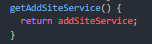 getAddSiteService() {
  return addSiteService;
}